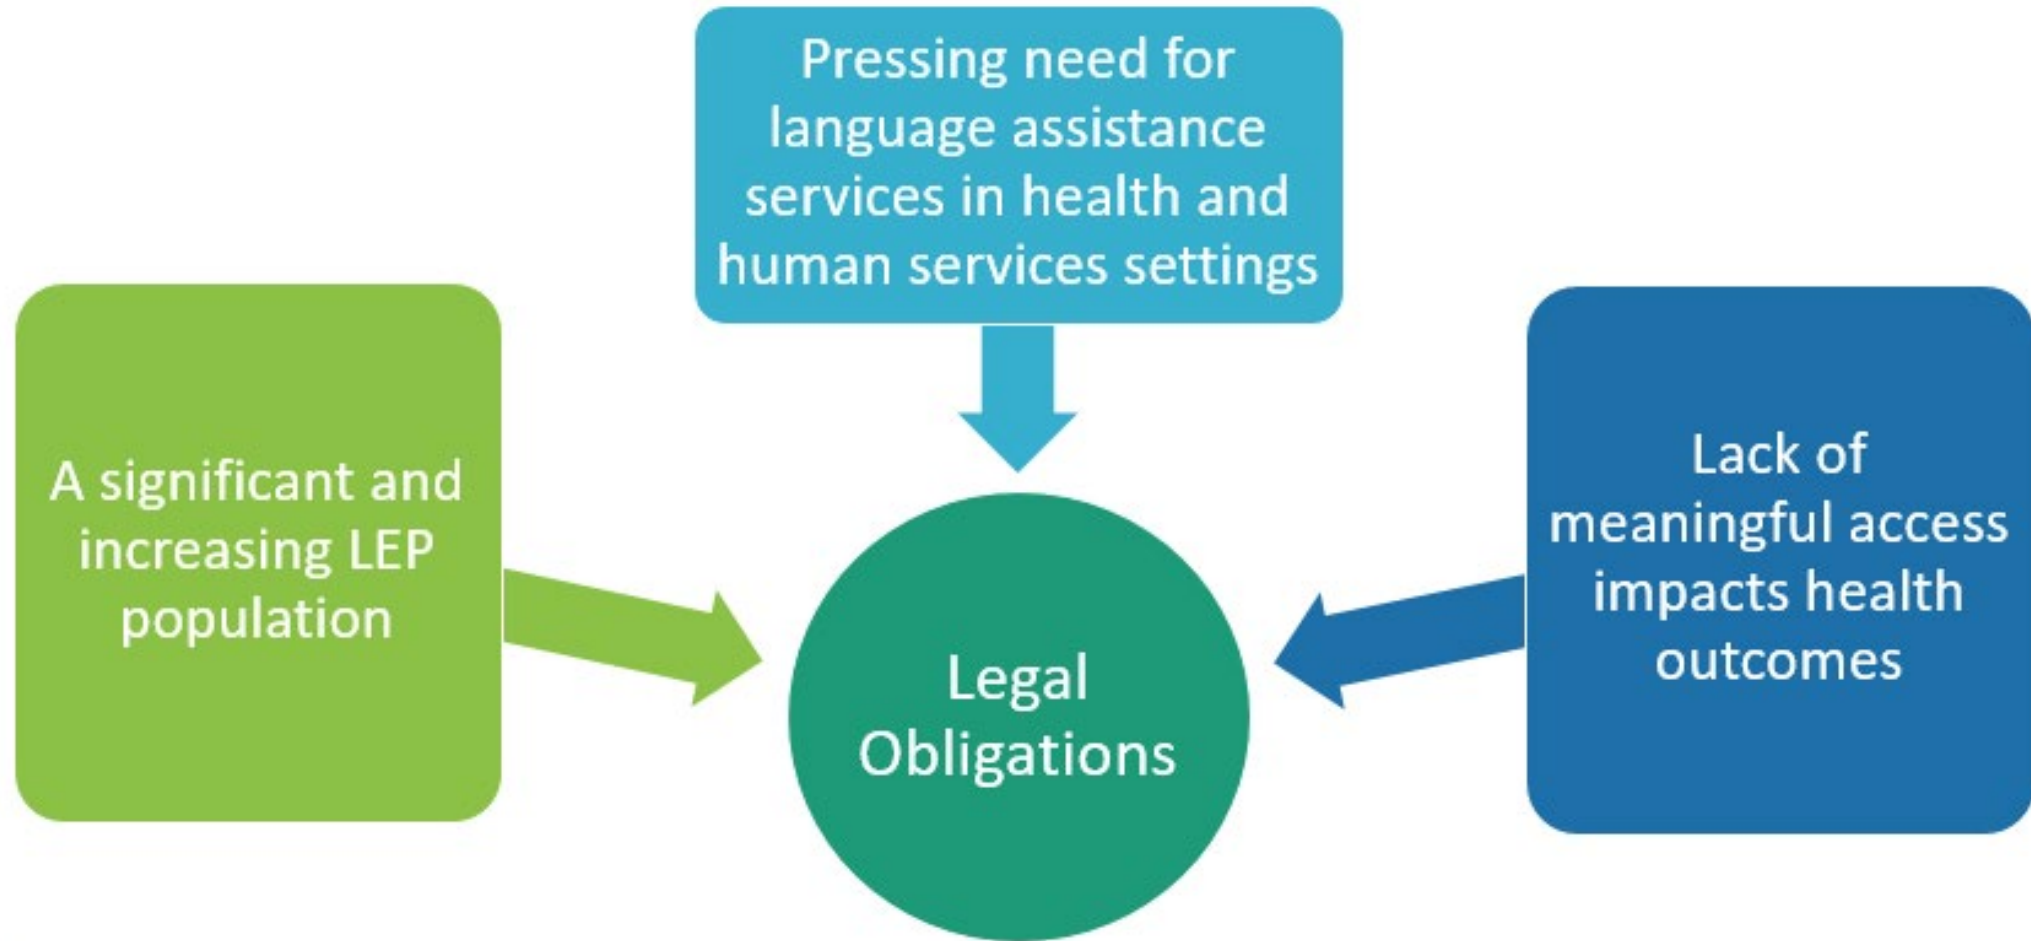 Pressing need for
language assistance
services in health and
human services settings
A significant and
increasing LEP
population
Lack of
meaningful access
impacts health
outcomes
Legal
Obligations